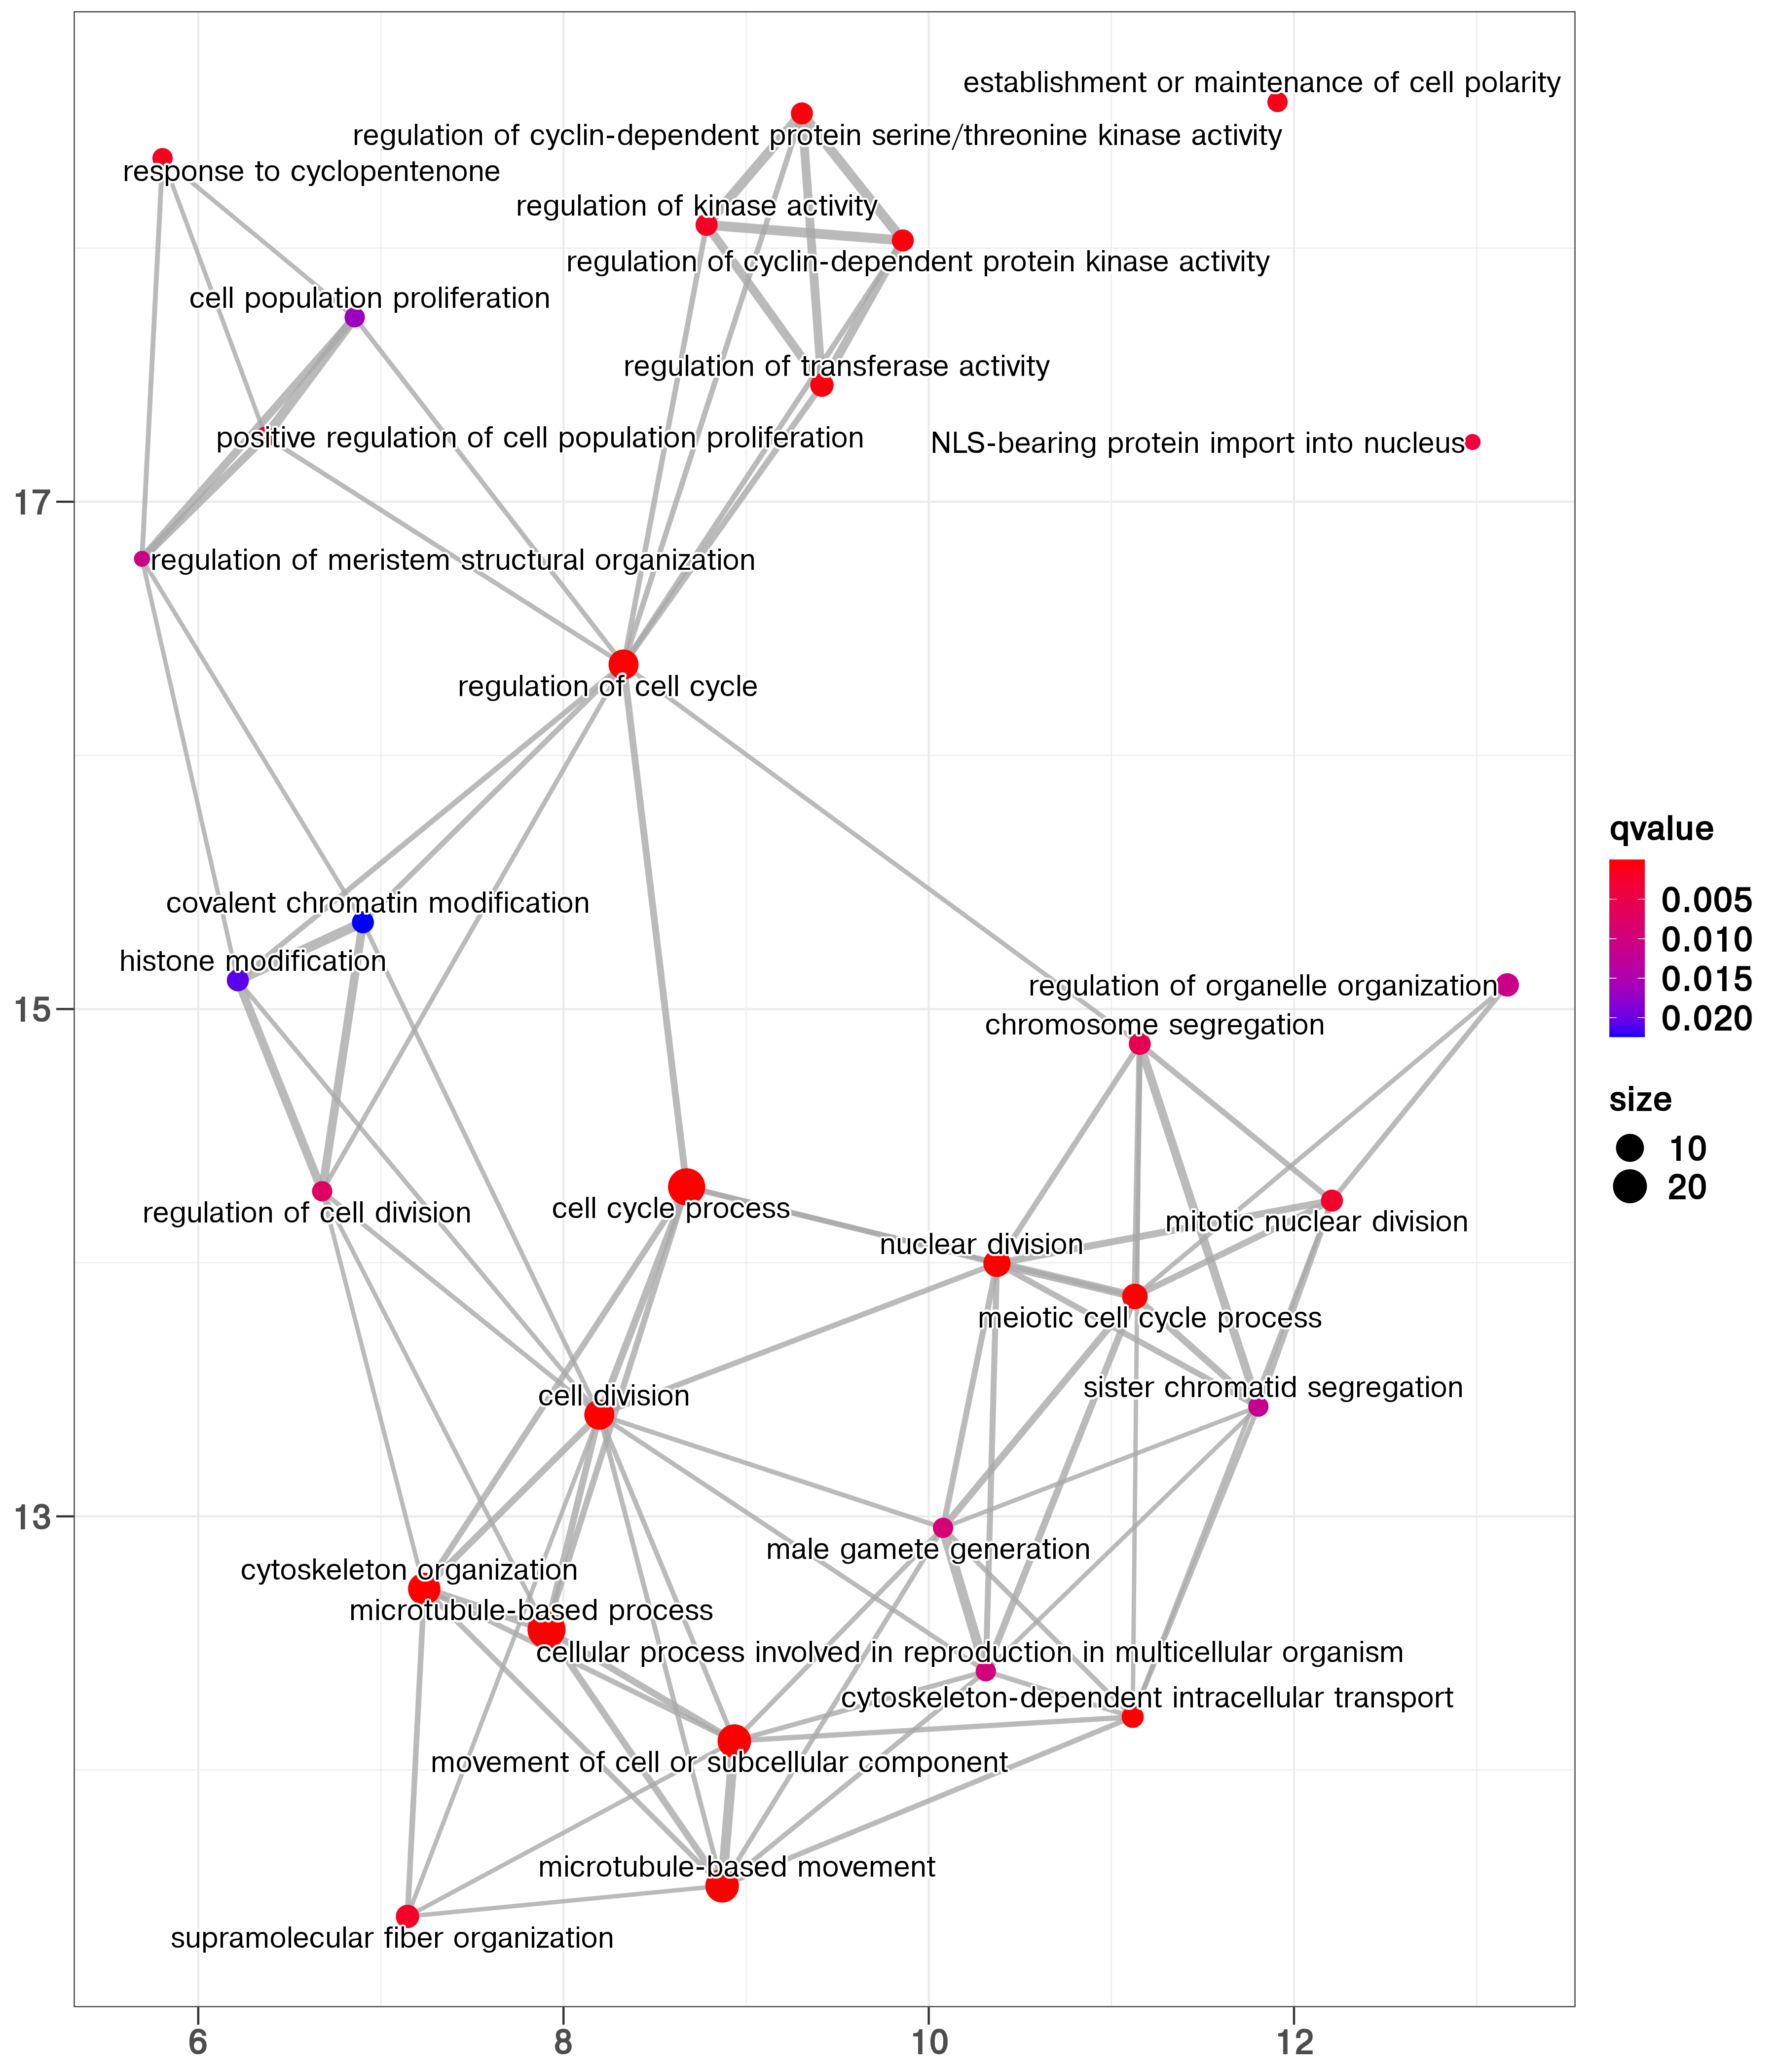 establishment or maintenance of cell polarity
regulation of cyclin-dependent protein serine/threonine kinase activity
response to cyclopentenone
regulation of kinase activity
regulation of cyclin-dependent protein kinase activity
cell population proliferation
regulation of transferase activity
positive regulation of cell population proliferation
NLS-bearing protein import into nucleus
17
regulation of meristem structural organization
regulation of cell cycle
qvalue
0.005
0.010
0.015
0.020
covalent chromatin modification
histone modification
regulation of organelle organization
15
chromosome segregation
size
10
20
regulation of cell division
cell cycle process
mitotic nuclear division
nuclear division
meiotic cell cycle process
sister chromatid segregation
cell division
13
male gamete generation
cytoskeleton organization
microtubule-based process
cellular process involved in reproduction in multicellular organism
cytoskeleton-dependent intracellular transport
movement of cell or subcellular component
microtubule-based movement
supramolecular fiber organization
6
8
10
12